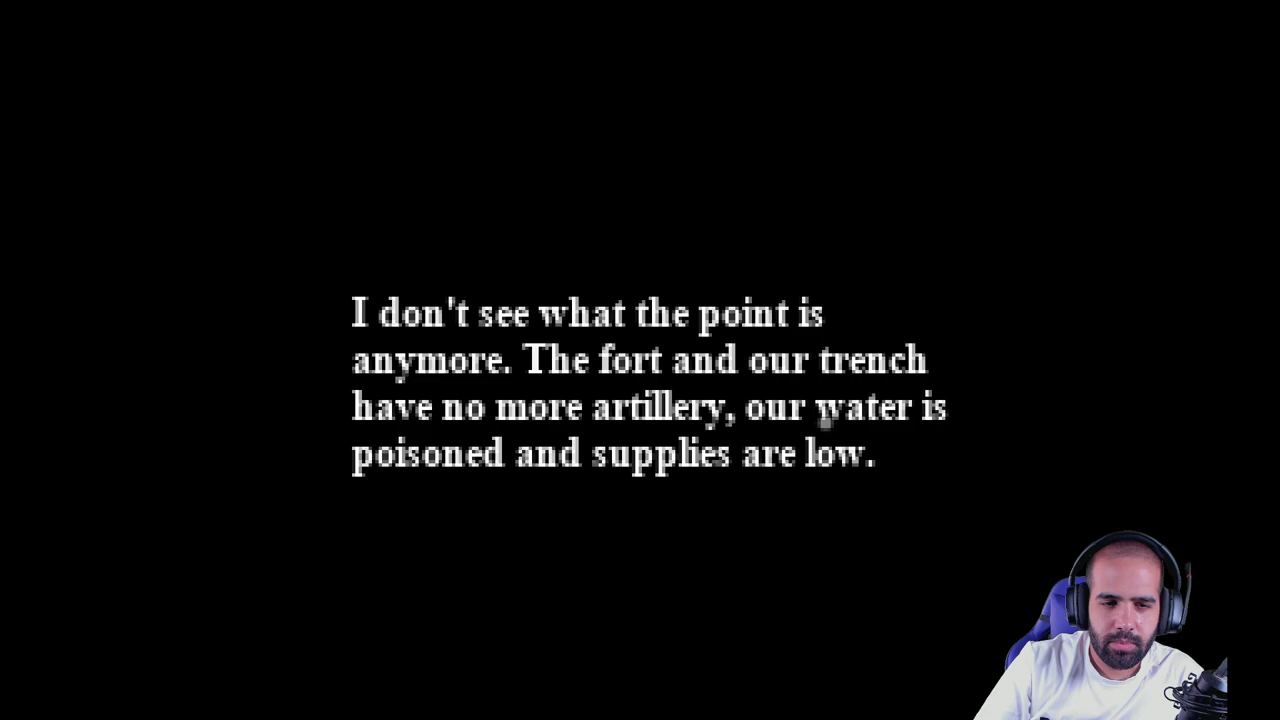 I don't see what the point is
anymore. The fort and our trench
have no more artillery, our water is
poisoned and supplies are low.